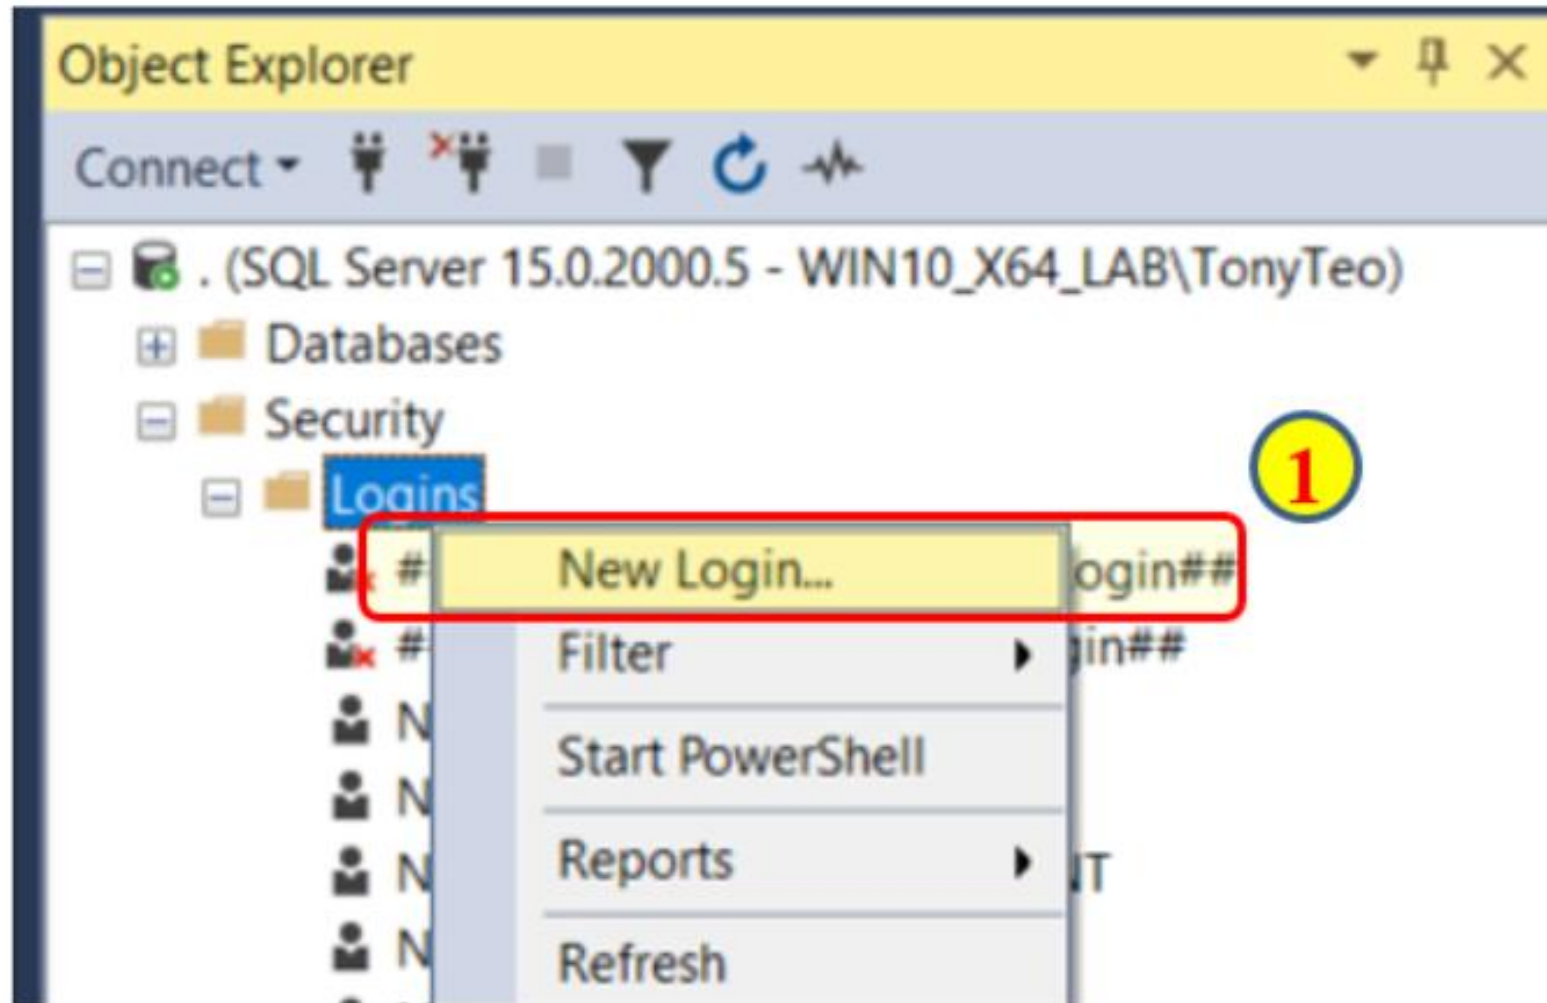 Object Explorer
Connect
. (SQL Server 15.0.2000.5 - WIN10_X64_LAB\TonyTeo)
Databases
Security
1
Logins
# New Login... ogin##
# Filter in##
N
Start PowerShell
N
N Reports NT
N
Refresh